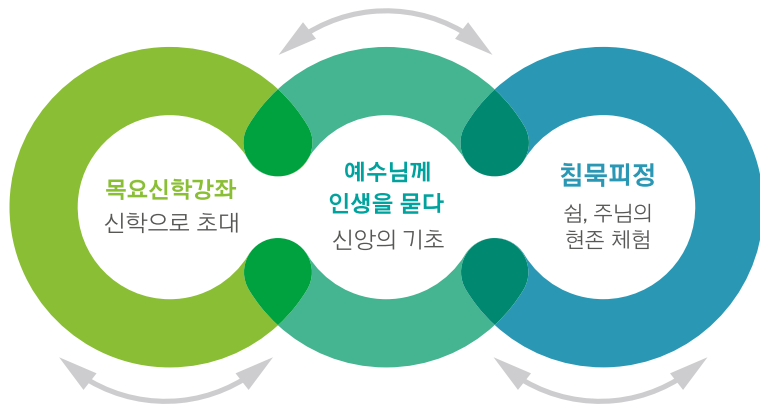 목요신학강좌
신학으로 초대
예수님께
인생을 묻다
신앙의 기초
침묵피정
쉼, 주님의
현존 체험